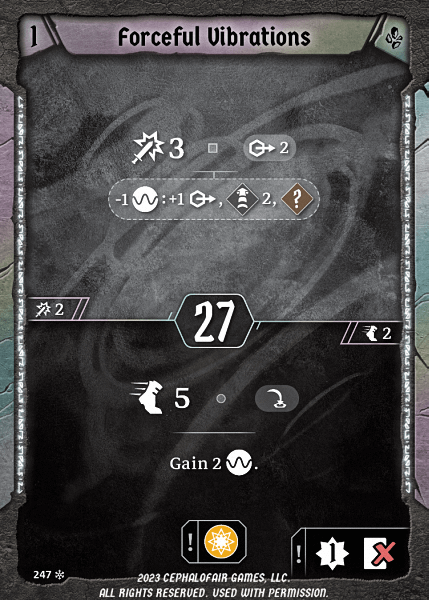 1 Forceful Vibrations
3 2
-1 : +1 , 2, ?
2
27
2
5
Gain 2 .
! ! 1
247
2023 CEPHALOFAIR GAMES, LLC.
ALL RIGHTS RESERVED. USED WITH PERMISSION.